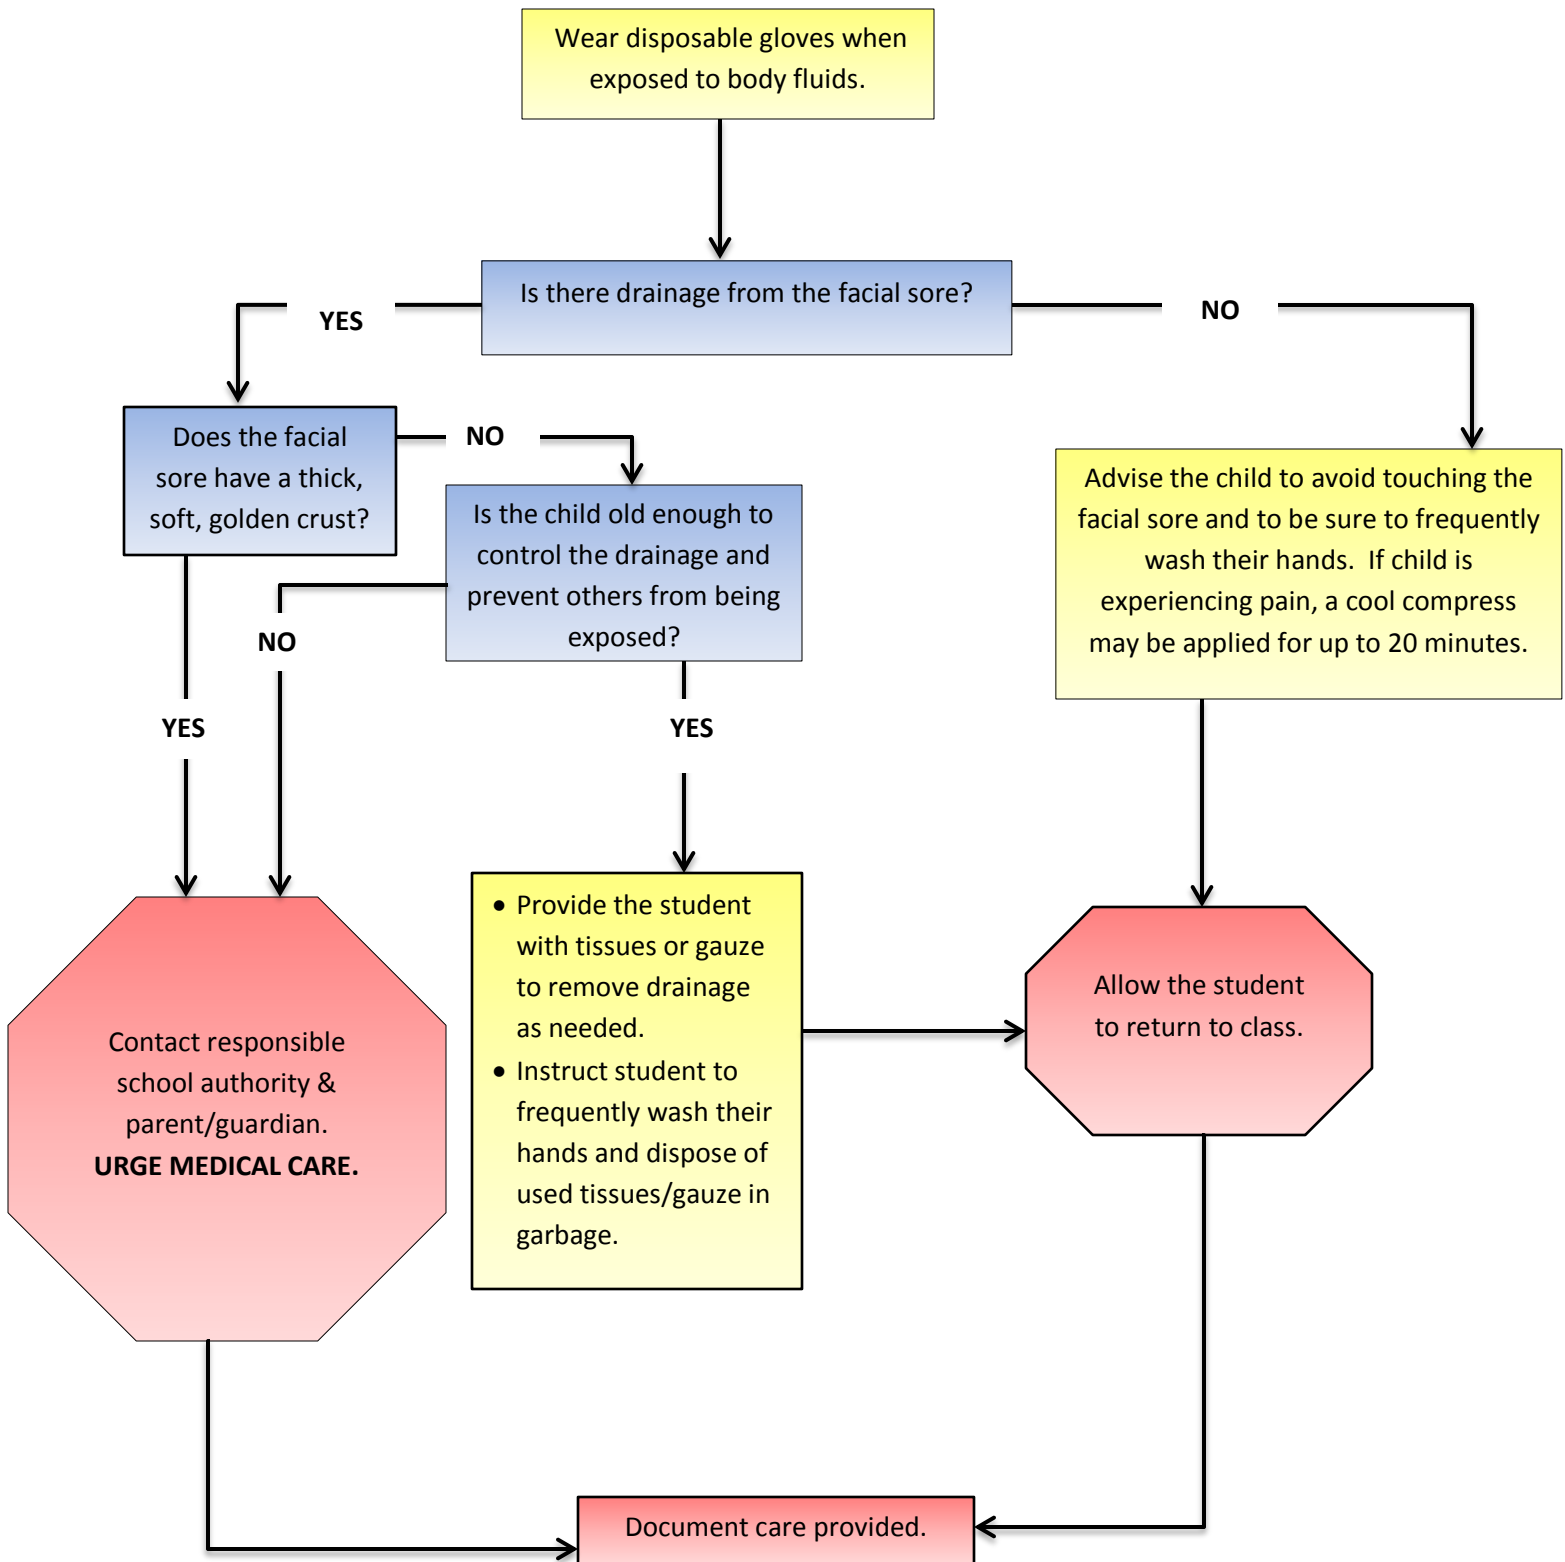 Wear disposable gloves when
exposed to body fluids.
Is there drainage from the facial sore?
YES
NO
Does the facial
sore have a thick,
soft, golden crust?
NO
Is the child old enough to
control the drainage and
prevent others from being
exposed?
Advise the child to avoid touching the
facial sore and to be sure to frequently
wash their hands.  If child is
experiencing pain, a cool compress
may be applied for up to 20 minutes.
NO
YES
YES
• Provide the student
with tissues or gauze
to remove drainage
as needed.
• Instruct student to
frequently wash their
hands and dispose of
used tissues/gauze in
garbage.
Allow the student
to return to class.
Contact responsible
school authority &
parent/guardian.
URGE MEDICAL CARE.
Document care provided.